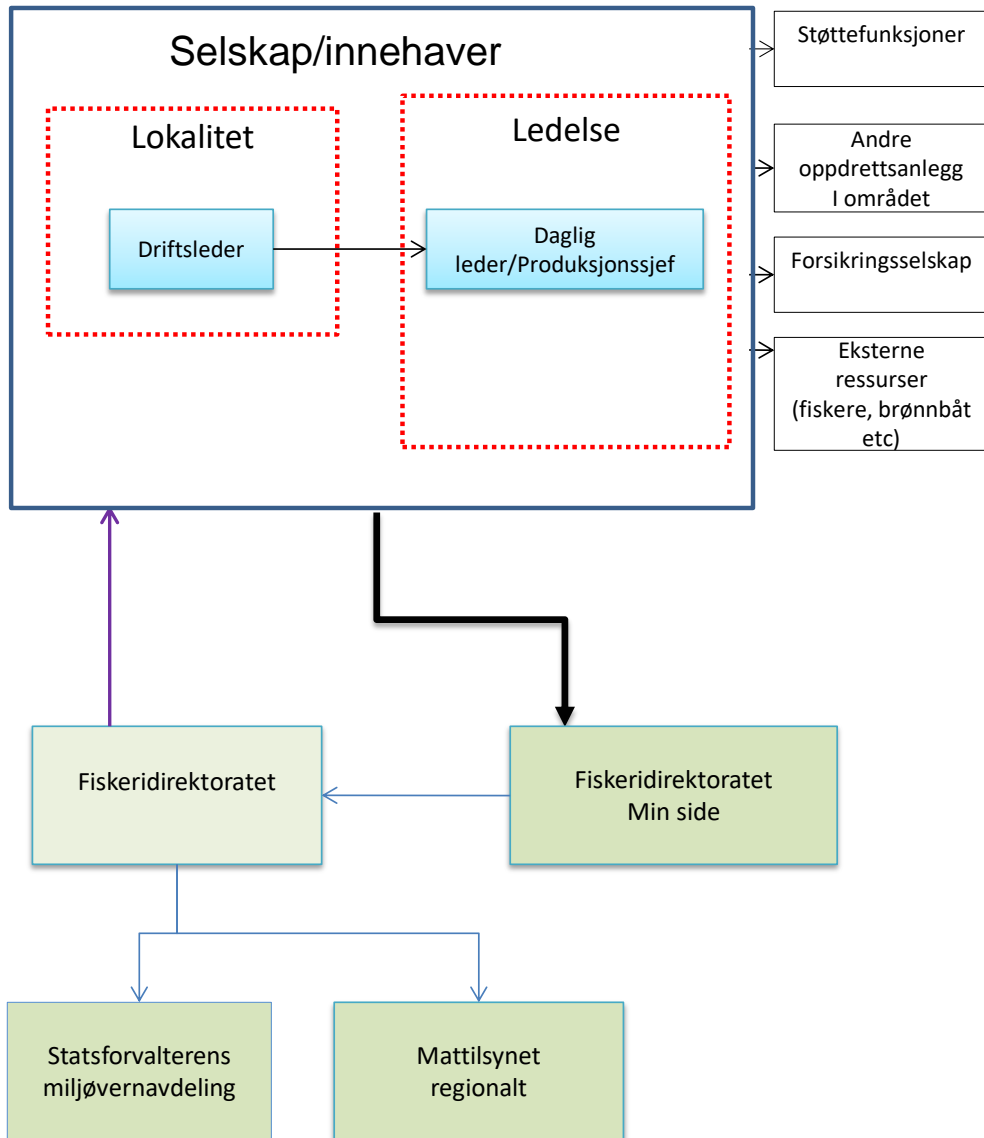 Selskap/innehaver
Lokalitet
Driftsleder
Ledelse
Daglig
leder/Produksjonssjef
Støttefunksjoner
Andre
oppdrettsanlegg
I området
Forsikringsselskap
Eksterne
ressurser
(fiskere, brønnbåt
etc)
Fiskeridirektoratet
Fiskeridirektoratet
Min side
Statsforvalterens
miljøvernavdeling
Mattilsynet
regionalt